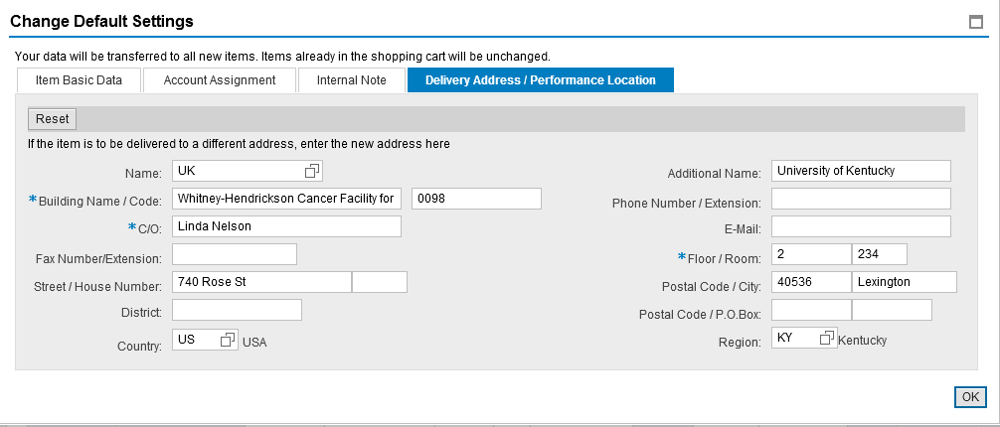 Change Default Settings
Your data will be transferred to all new items. Items already in the shopping cart will be unchanged.
Item Basic Data Account Assignment Internal Note Delivery Address / Performance Location
Reset
If the item is to be delivered to a different address, enter the new address here
Name: UK Additional Name: University of Kentucky
*Building Name / Code: Whitney-Hendrickson Cancer Facility for 0098 Phone Number / Extension:
*C/O: Linda Nelson E-Mail:
Fax Number/Extension: *Floor / Room: 2 234
Street / House Number: 740 Rose St Postal Code / City: 40536 Lexington
District: Postal Code / P.O.Box:
Country: US USA Region: KY Kentucky
OK